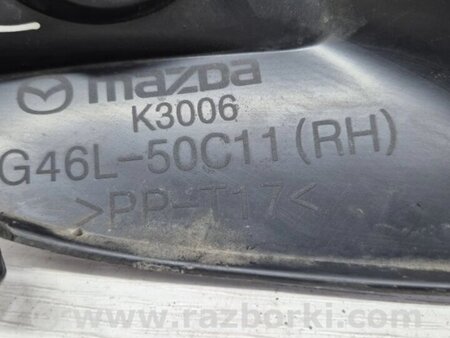 mazda
K3006
G46L-50C11(RH)
>PP-T17<
www.razborki.com